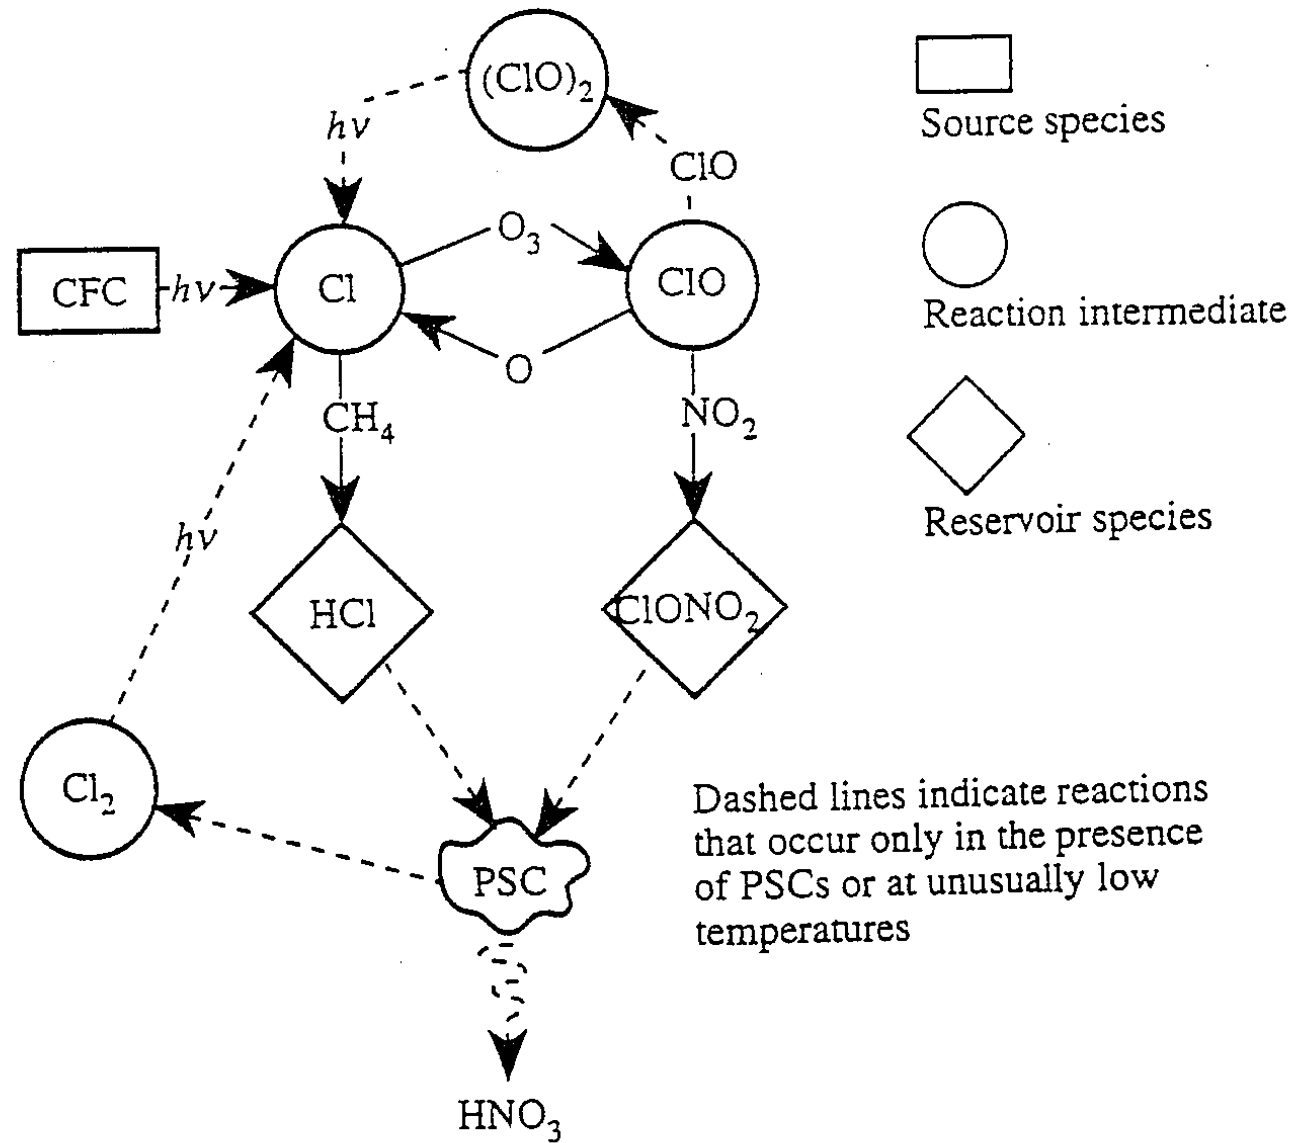 (ClO)₂
Source species
hν
ClO
O₃
CFC
hν
Cl
ClO
Reaction intermediate
O
CH₄
NO₂
Reservoir species
hν
HCl
ClONO₂
Cl₂
PSC
Dashed lines indicate reactions
that occur only in the presence
of PSCs or at unusually low
temperatures
HNO₃